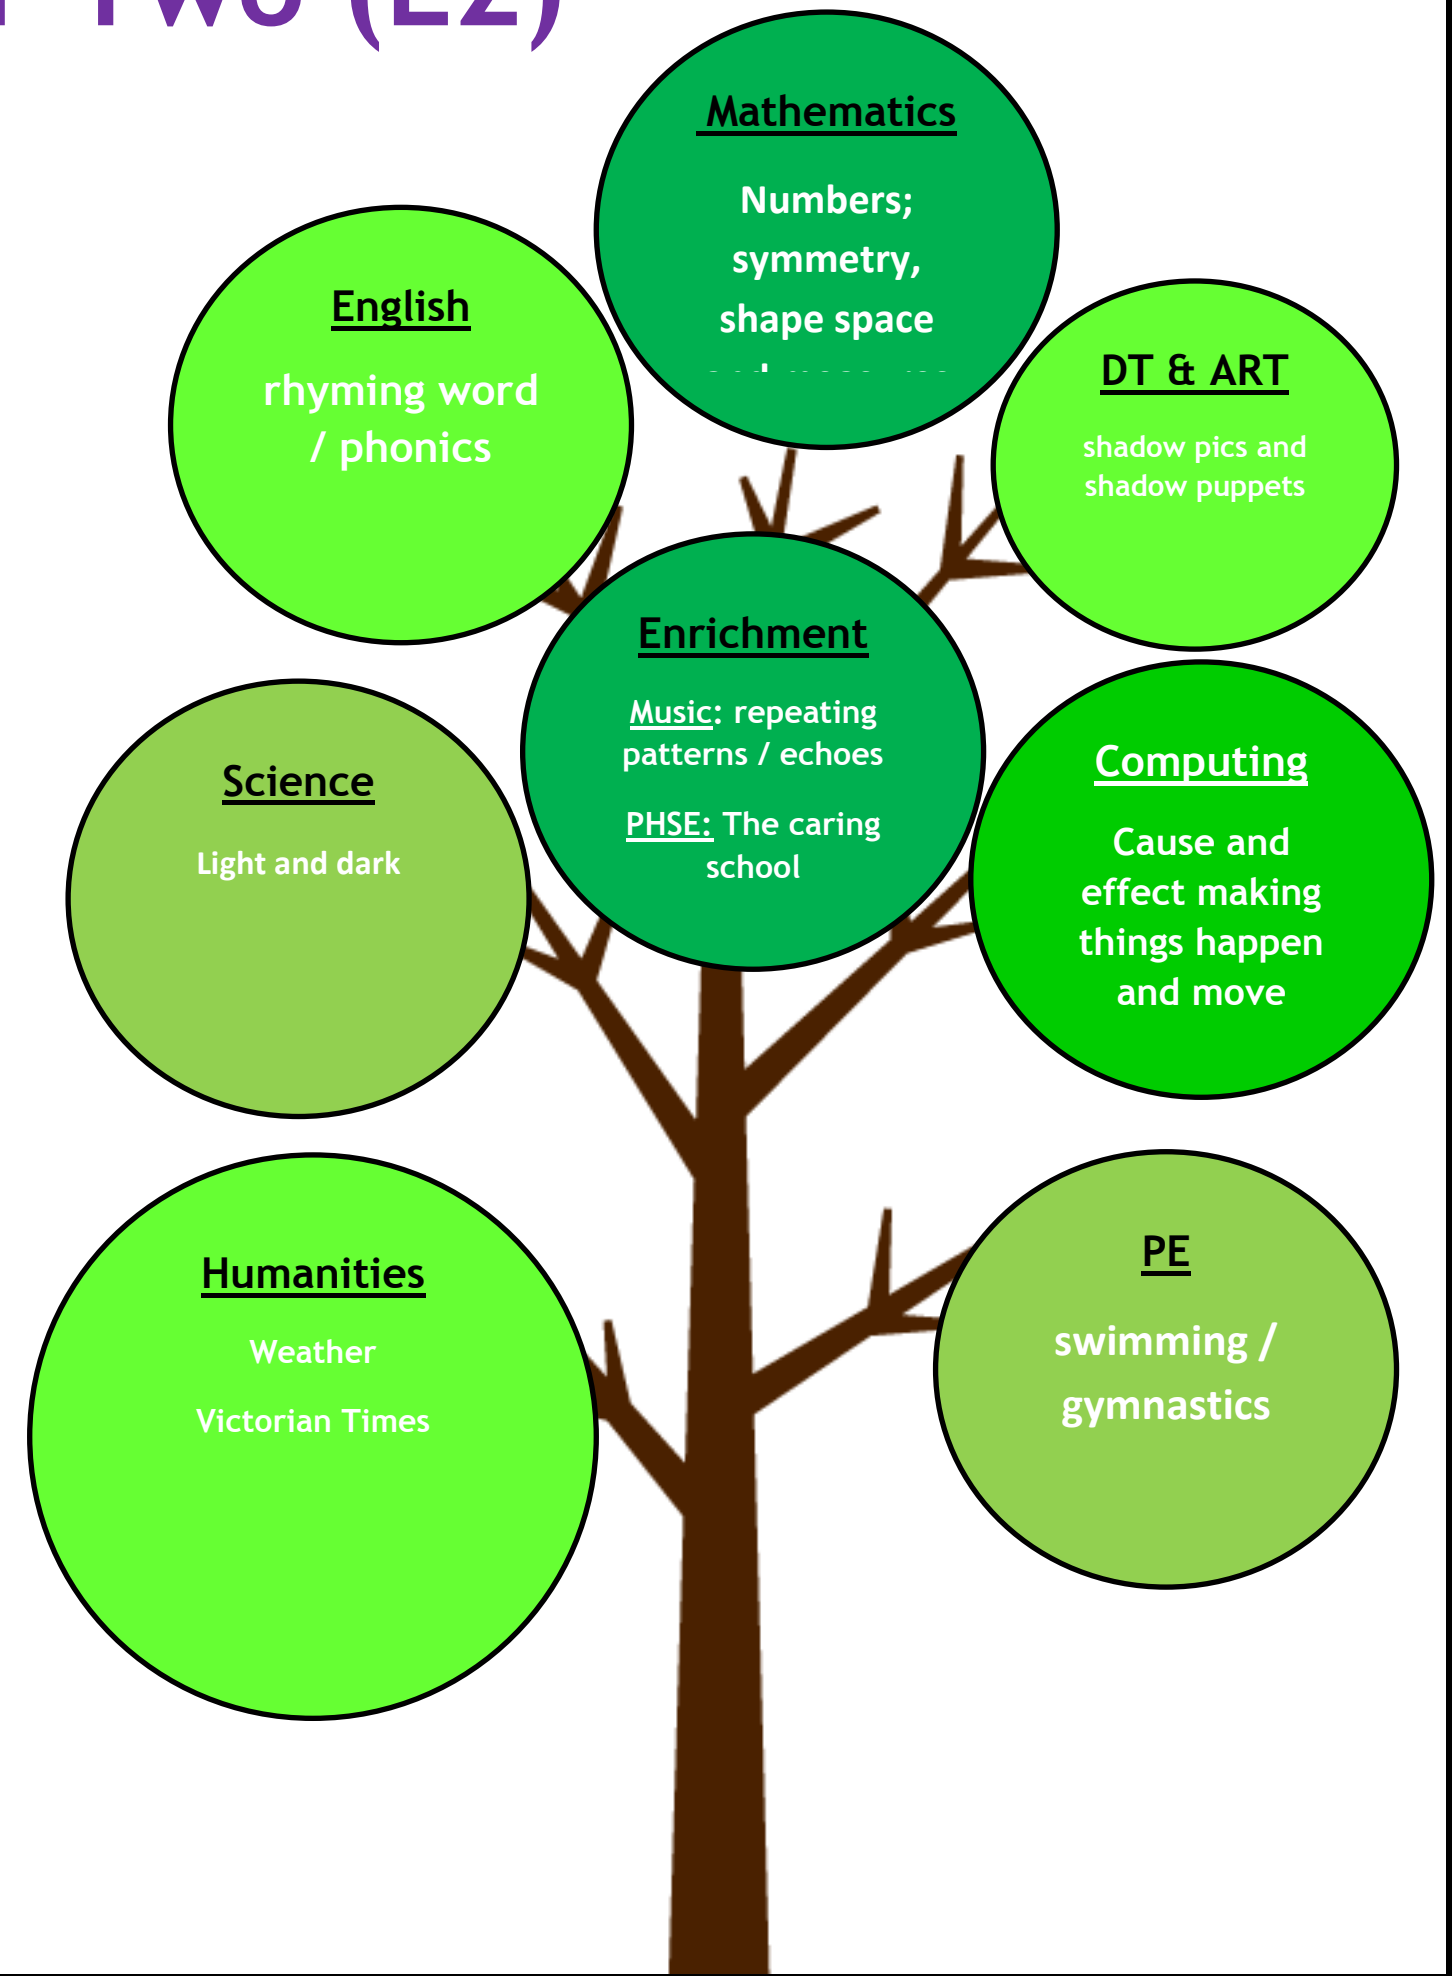 Two (E2)
Mathematics
Numbers;
symmetry,
shape space
English
rhyming word
/ phonics
DT & ART
shadow pics and
shadow puppets
Enrichment
Music: repeating
patterns / echoes
PHSE: The caring
school
Science
Light and dark
Computing
Cause and
effect making
things happen
and move
Humanities
Weather
Victorian Times
PE
swimming /
gymnastics